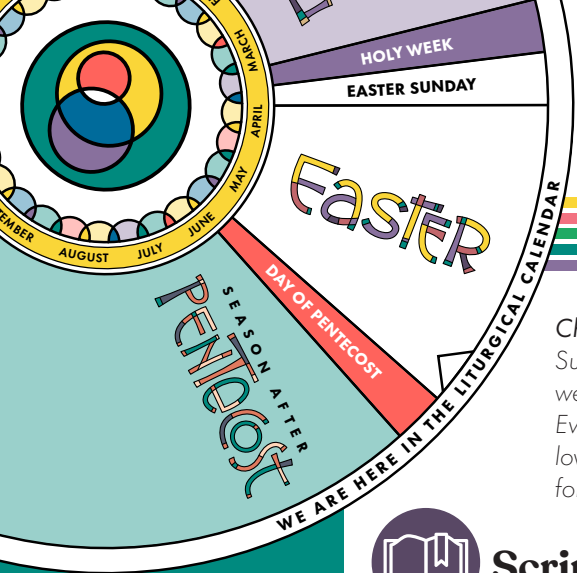 MARCH
APRIL
MAY
JUNE
JULY
AUGUST
HOLY WEEK
EASTER SUNDAY
EASTER
DAY OF PENTECOST
SEASON AFTER
PENTECOST
WE ARE HERE IN THE LITURGICAL CALENDAR